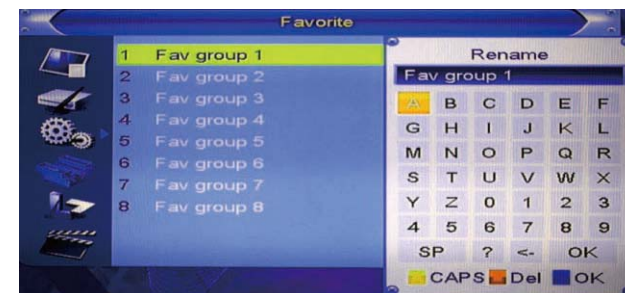 Favorite
1 Fav group 1
2 Fav group 2
3 Fav group 3
4 Fav group 4
5 Fav group 5
6 Fav group 6
7 Fav group 7
8 Fav group 8
Rename
Fav group 1
A B C D E F
G H I J K L
M N O P Q R
S T U V W X
Y Z 0 1 2 3
4 5 6 7 8 9
SP ? <- OK
CAPS Del OK